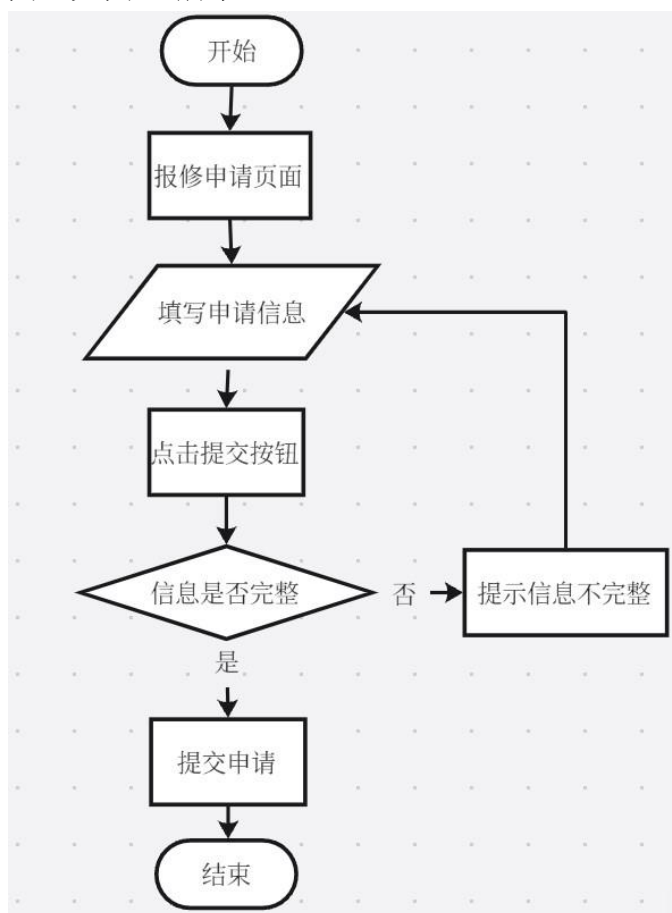 开始
报修申请页面
填写申请信息
点击提交按钮
信息是否完整
否
提示信息不完整
是
提交申请
结束